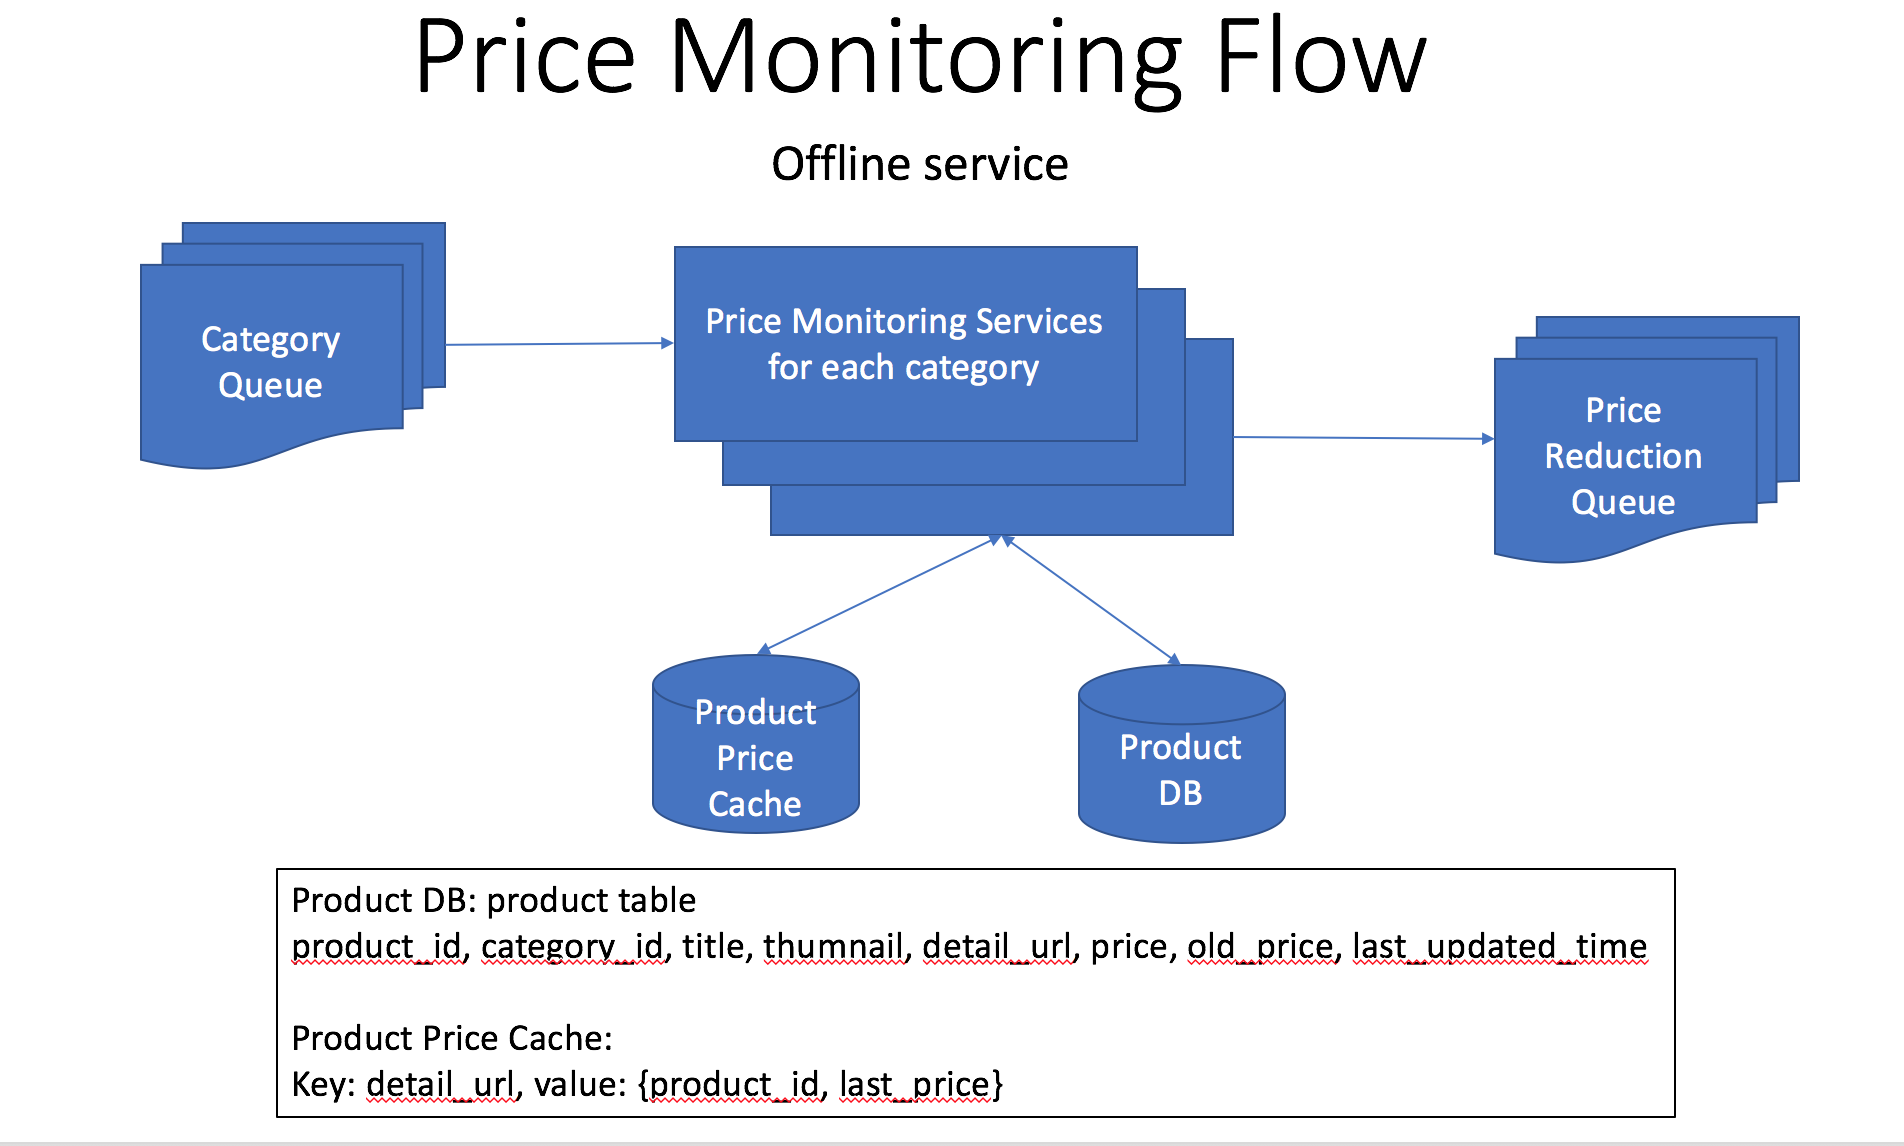 Price Monitoring Flow
Offline service
Category
Queue
Price Monitoring Services
for each category
Price
Reduction
Queue
Product
Price
Cache
Product
DB
Product DB: product table
product_id, category_id, title, thumnail, detail_url, price, old_price, last_updated_time
Product Price Cache:
Key: detail_url, value: {product_id, last_price}